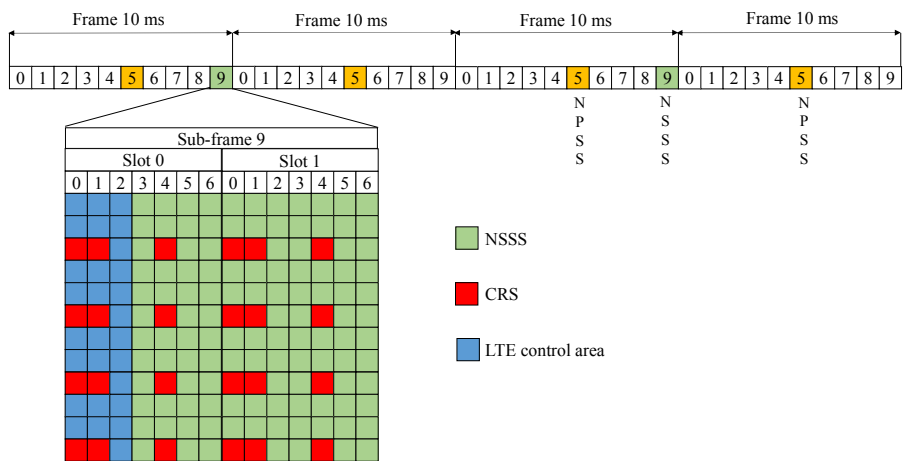 Frame 10 ms Frame 10 ms Frame 10 ms Frame 10 ms
0 1 2 3 4 5 6 7 8 9 0 1 2 3 4 5 6 7 8 9 0 1 2 3 4 5 6 7 8 9 0 1 2 3 4 5 6 7 8 9
NPSS NSSS NPSS
Sub-frame 9
Slot 0 Slot 1
0 1 2 3 4 5 6 0 1 2 3 4 5 6
NSSS
CRS
LTE control area